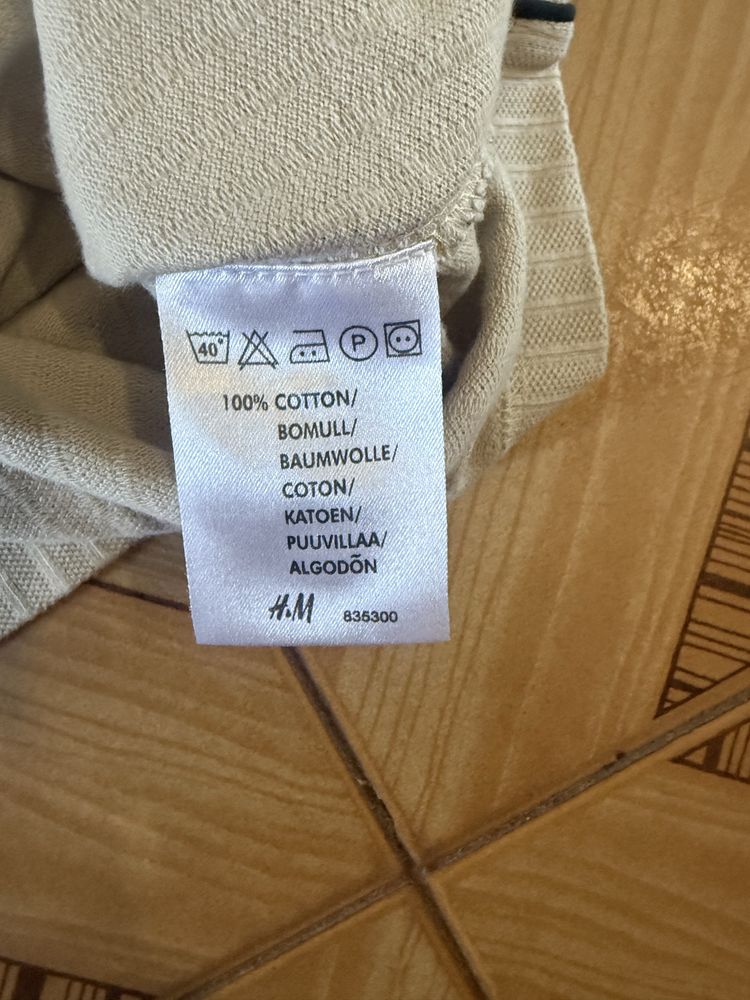 40°
P
100% COTTON/
BOMULL/
BAUMWOLLE/
COTON/
KATOEN/
PUUVILLAA/
ALGODÕN
H&M 835300